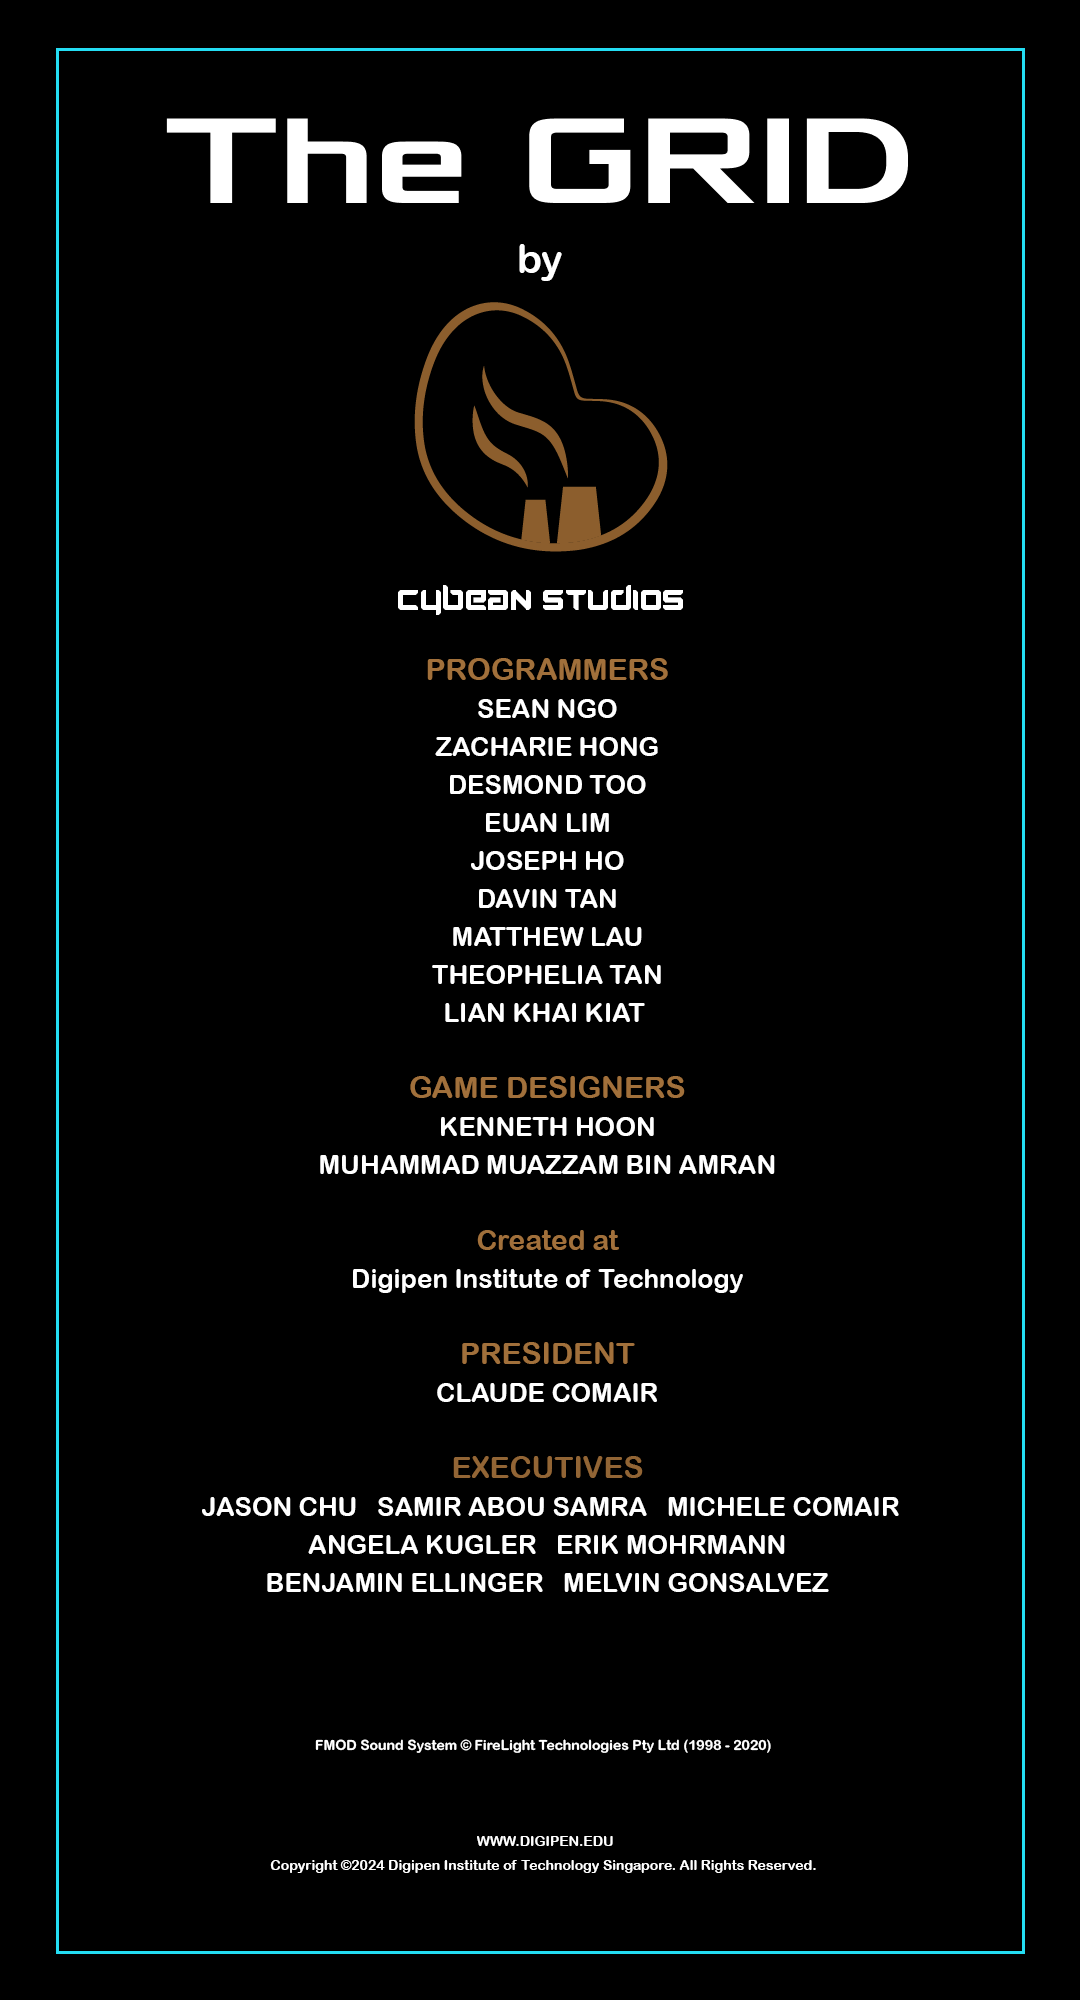 The GRID
by
CYBEAN STUDIOS
PROGRAMMERS
SEAN NGO
ZACHARIE HONG
DESMOND TOO
EUAN LIM
JOSEPH HO
DAVIN TAN
MATTHEW LAU
THEOPHELIA TAN
LIAN KHAI KIAT
GAME DESIGNERS
KENNETH HOON
MUHAMMAD MUAZZAM BIN AMRAN
Created at
Digipen Institute of Technology
PRESIDENT
CLAUDE COMAIR
EXECUTIVES
JASON CHU SAMIR ABOU SAMRA MICHELE COMAIR
ANGELA KUGLER ERIK MOHRMANN
BENJAMIN ELLINGER MELVIN GONSALVEZ
FMOD Sound System © FireLight Technologies Pty Ltd (1998 - 2020)
WWW.DIGIPEN.EDU
Copyright ©2024 Digipen Institute of Technology Singapore. All Rights Reserved.